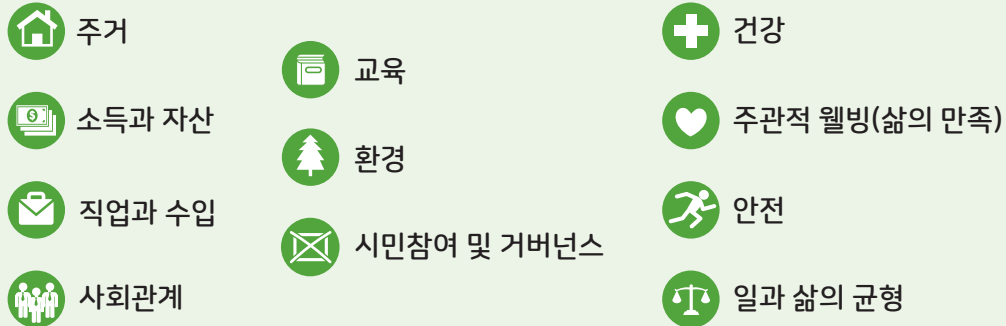 주거
소득과 자산
직업과 수입
사회관계
교육
환경
시민참여 및 거버넌스
건강
주관적 웰빙(삶의 만족)
안전
일과 삶의 균형